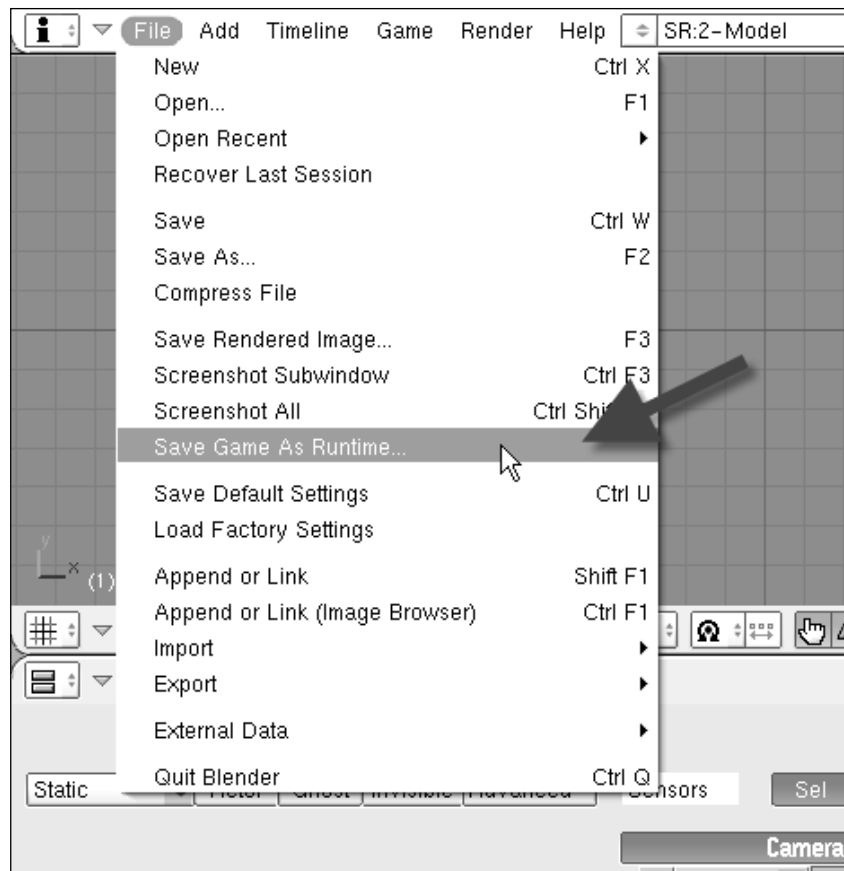 File Add Timeline Game Render Help SR:2-Model
New Ctrl X
Open... F1
Open Recent
Recover Last Session
Save Ctrl W
Save As... F2
Compress File
Save Rendered Image... F3
Screenshot Subwindow Ctrl F3
Screenshot All Ctrl
Save Game As Runtime...
Save Default Settings Ctrl U
Load Factory Settings
y
x (1)
Append or Link Shift F1
Append or Link (Image Browser) Ctrl F1
Import
Export
External Data
Quit Blender Ctrl Q
Static Sel
Camera